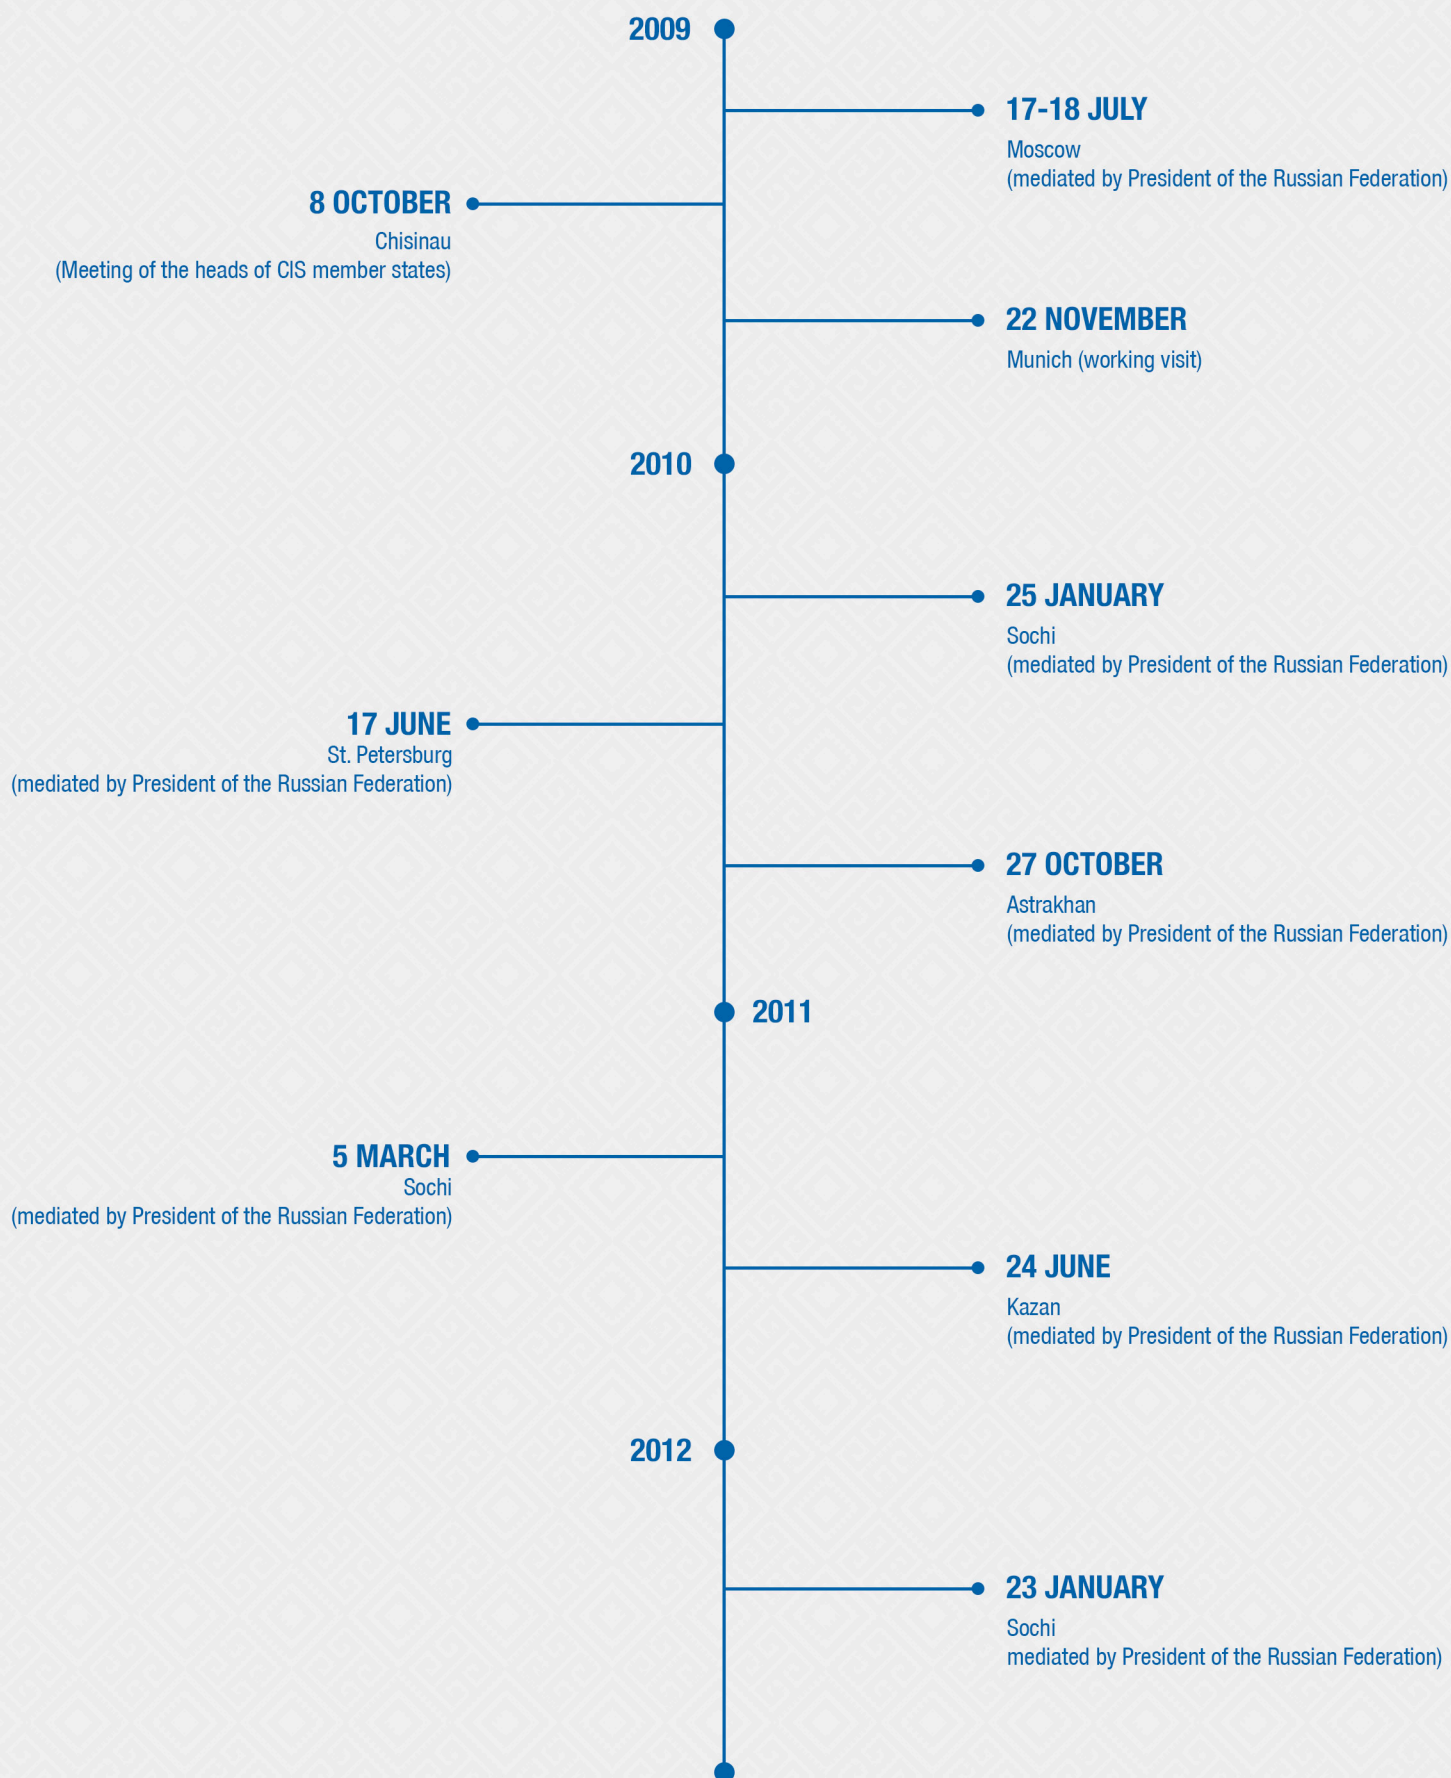 2009
17-18 JULY
Moscow
(mediated by President of the Russian Federation)
8 OCTOBER
Chisinau
(Meeting of the heads of CIS member states)
22 NOVEMBER
Munich (working visit)
2010
25 JANUARY
Sochi
(mediated by President of the Russian Federation)
17 JUNE
St. Petersburg
(mediated by President of the Russian Federation)
27 OCTOBER
Astrakhan
(mediated by President of the Russian Federation)
2011
5 MARCH
Sochi
(mediated by President of the Russian Federation)
24 JUNE
Kazan
(mediated by President of the Russian Federation)
2012
23 JANUARY
Sochi
mediated by President of the Russian Federation)